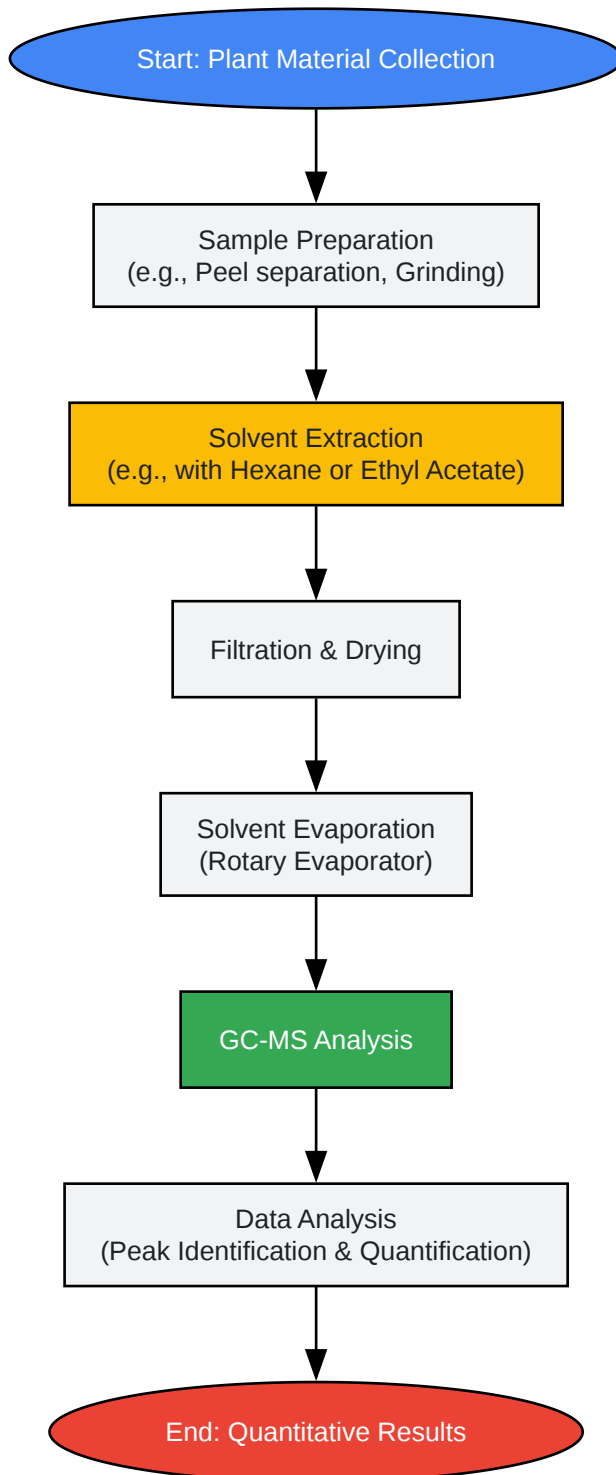 Start: Plant Material Collection
Sample Preparation
(e.g., Peel separation, Grinding)
Solvent Extraction
(e.g., with Hexane or Ethyl Acetate)
Filtration & Drying
Solvent Evaporation
(Rotary Evaporator)
GC-MS Analysis
Data Analysis
(Peak Identification & Quantification)
End: Quantitative Results